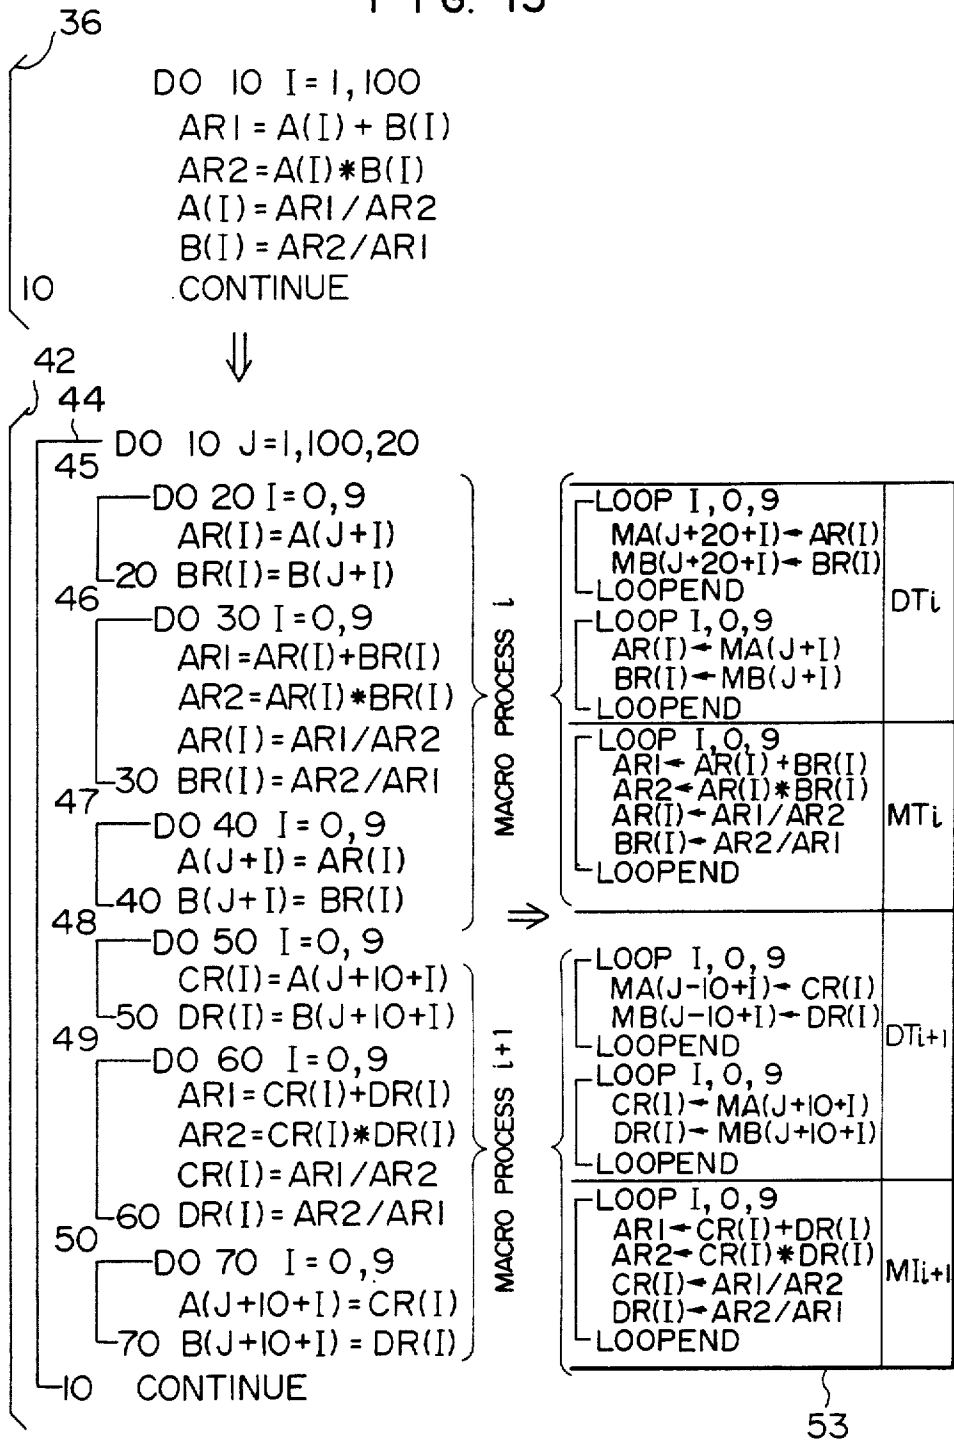 FIG. 15
36
DO 10 I=1,100
AR1=A(I)+B(I)
AR2=A(I)*B(I)
A(I)=AR1/AR2
B(I)=AR2/AR1
10 CONTINUE
⇓
42
44
DO 10 J=1,100,20
45
DO 20 I=0,9
AR(I)=A(J+I)
20 BR(I)=B(J+I)
46
DO 30 I=0,9
AR1=AR(I)+BR(I)
AR2=AR(I)*BR(I)
AR(I)=AR1/AR2
30 BR(I)=AR2/AR1
47
DO 40 I=0,9
A(J+I)=AR(I)
40 B(J+I)=BR(I)
48
DO 50 I=0,9
CR(I)=A(J+10+I)
50 DR(I)=B(J+10+I)
49
DO 60 I=0,9
AR1=CR(I)+DR(I)
AR2=CR(I)*DR(I)
CR(I)=AR1/AR2
60 DR(I)=AR2/AR1
50
DO 70 I=0,9
A(J+10+I)=CR(I)
70 B(J+10+I)=DR(I)
10 CONTINUE
MACRO PROCESS i
MACRO PROCESS i+1
⇒
LOOP I,0,9
MA(J+20+I)←AR(I)
MB(J+20+I)←BR(I)
LOOPEND
LOOP I,0,9
AR(I)←MA(J+I)
BR(I)←MB(J+I)
LOOPEND
DTi
LOOP I,0,9
AR1←AR(I)+BR(I)
AR2←AR(I)*BR(I)
AR(I)←AR1/AR2
BR(I)←AR2/AR1
LOOPEND
MTi
LOOP I,0,9
MA(J-10+I)←CR(I)
MB(J-10+I)←DR(I)
LOOPEND
LOOP I,0,9
CR(I)←MA(J+10+I)
DR(I)←MB(J+10+I)
LOOPEND
DTi+1
LOOP I,0,9
AR1←CR(I)+DR(I)
AR2←CR(I)*DR(I)
CR(I)←AR1/AR2
DR(I)←AR2/AR1
LOOPEND
MIi+1
53